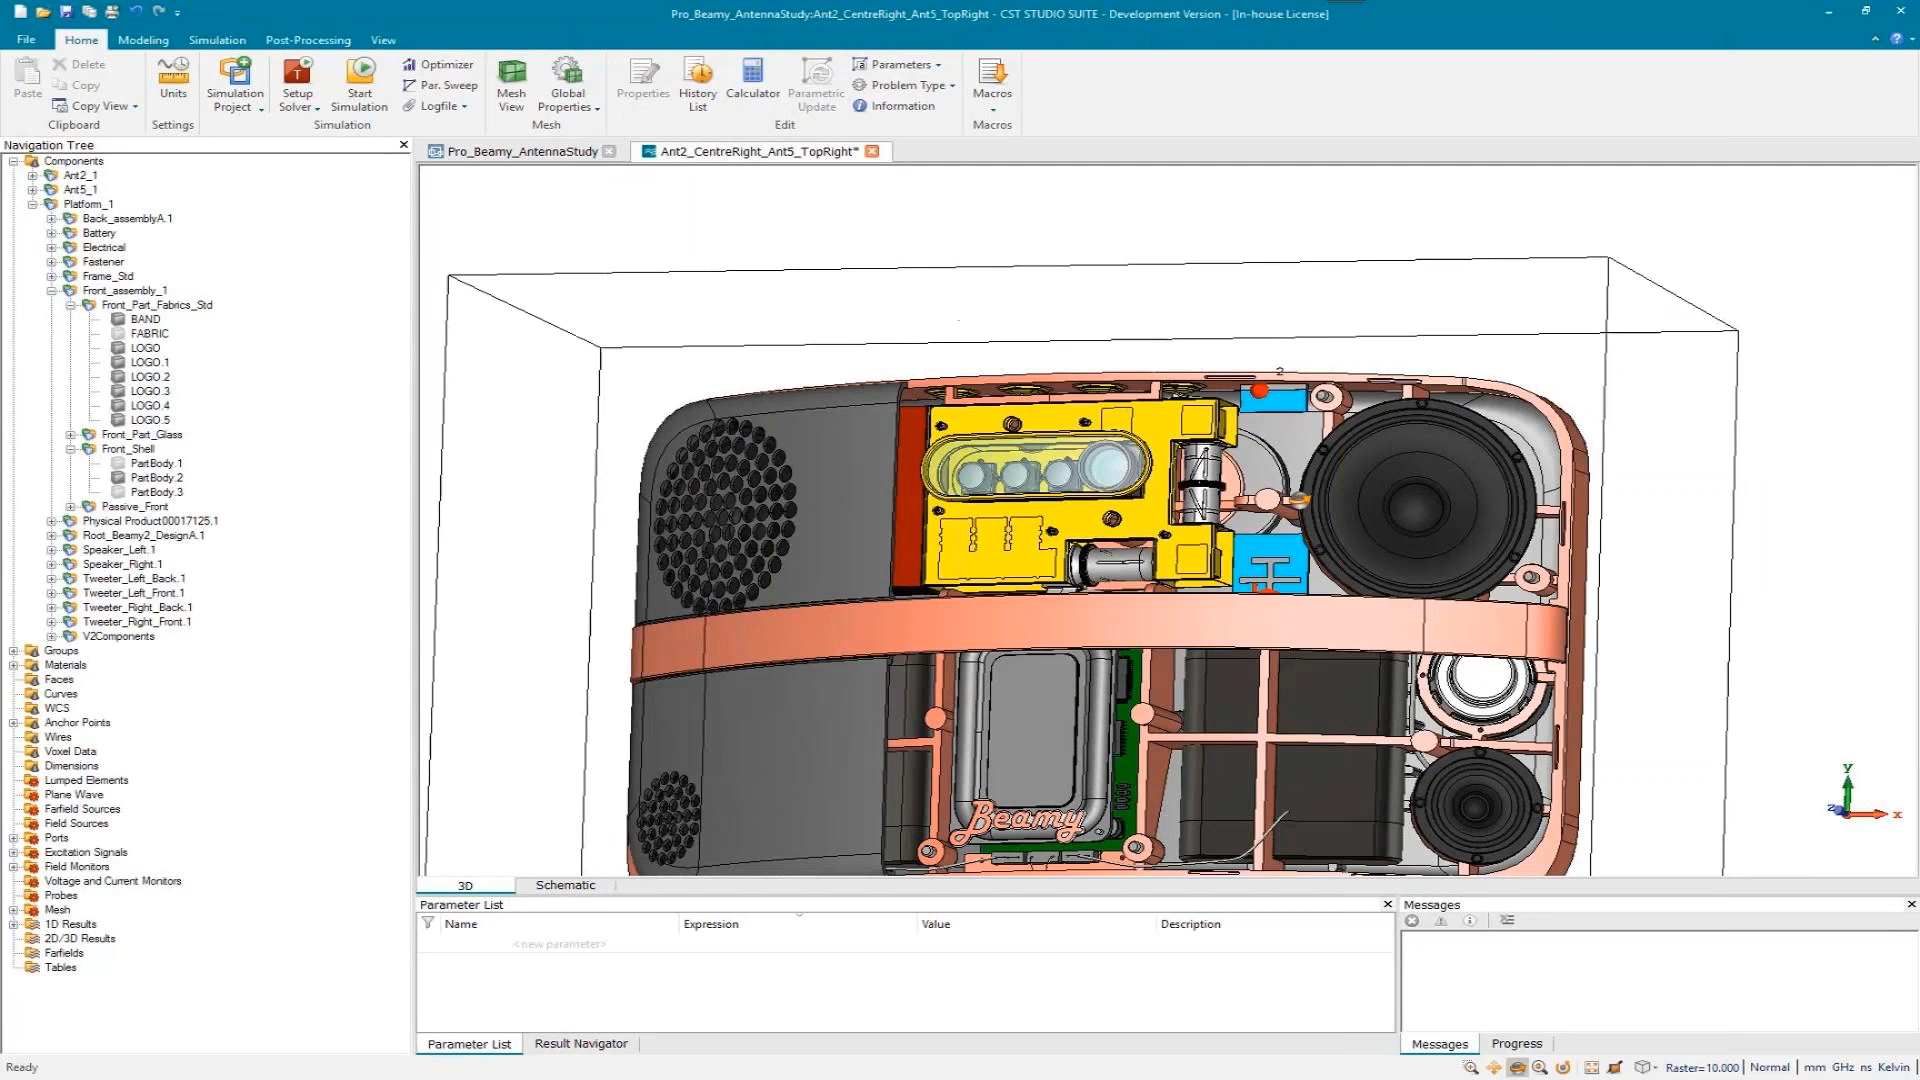 Pro_Beamy_AntennaStudy:Ant2_CentreRight_Ant5_TopRight - CST STUDIO SUITE - Development Version - [In-house License]
File Home Modeling Simulation Post-Processing View
Paste
Delete
Copy
Copy View
Clipboard
Units
Settings
Simulation Project
Setup Solver
Start Simulation
Optimizer
Par. Sweep
Logfile
Simulation
Mesh View
Global Properties
Mesh
Properties
History List
Calculator
Parametric Update
Parameters
Problem Type
Information
Edit
Macros
Macros
Navigation Tree
Components
Ant2_1
Ant5_1
Platform_1
Back_assemblyA.1
Battery
Electrical
Fastener
Frame_Std
Front_assembly_1
Front_Part_Fabrics_Std
BAND
FABRIC
LOGO
LOGO.1
LOGO.2
LOGO.3
LOGO.4
LOGO.5
Front_Part_Glass
Front_Shell
PartBody.1
PartBody.2
PartBody.3
Passive_Front
Physical Product00017125.1
Root_Beamy2_DesignA.1
Speaker_Left.1
Speaker_Right.1
Tweeter_Left_Back.1
Tweeter_Left_Front.1
Tweeter_Right_Back.1
Tweeter_Right_Front.1
V2Components
Groups
Materials
Faces
Curves
WCS
Anchor Points
Wires
Voxel Data
Dimensions
Lumped Elements
Plane Wave
Farfield Sources
Field Sources
Ports
Excitation Signals
Field Monitors
Voltage and Current Monitors
Probes
Mesh
1D Results
2D/3D Results
Farfields
Tables
Pro_Beamy_AntennaStudy
Ant2_CentreRight_Ant5_TopRight*
2
Beamy
y
z
x
3D Schematic
Parameter List
Name Expression Value Description
<new parameter>
Parameter List Result Navigator
Messages
Messages Progress
Ready
Raster=10.000 Normal mm GHz ns Kelvin